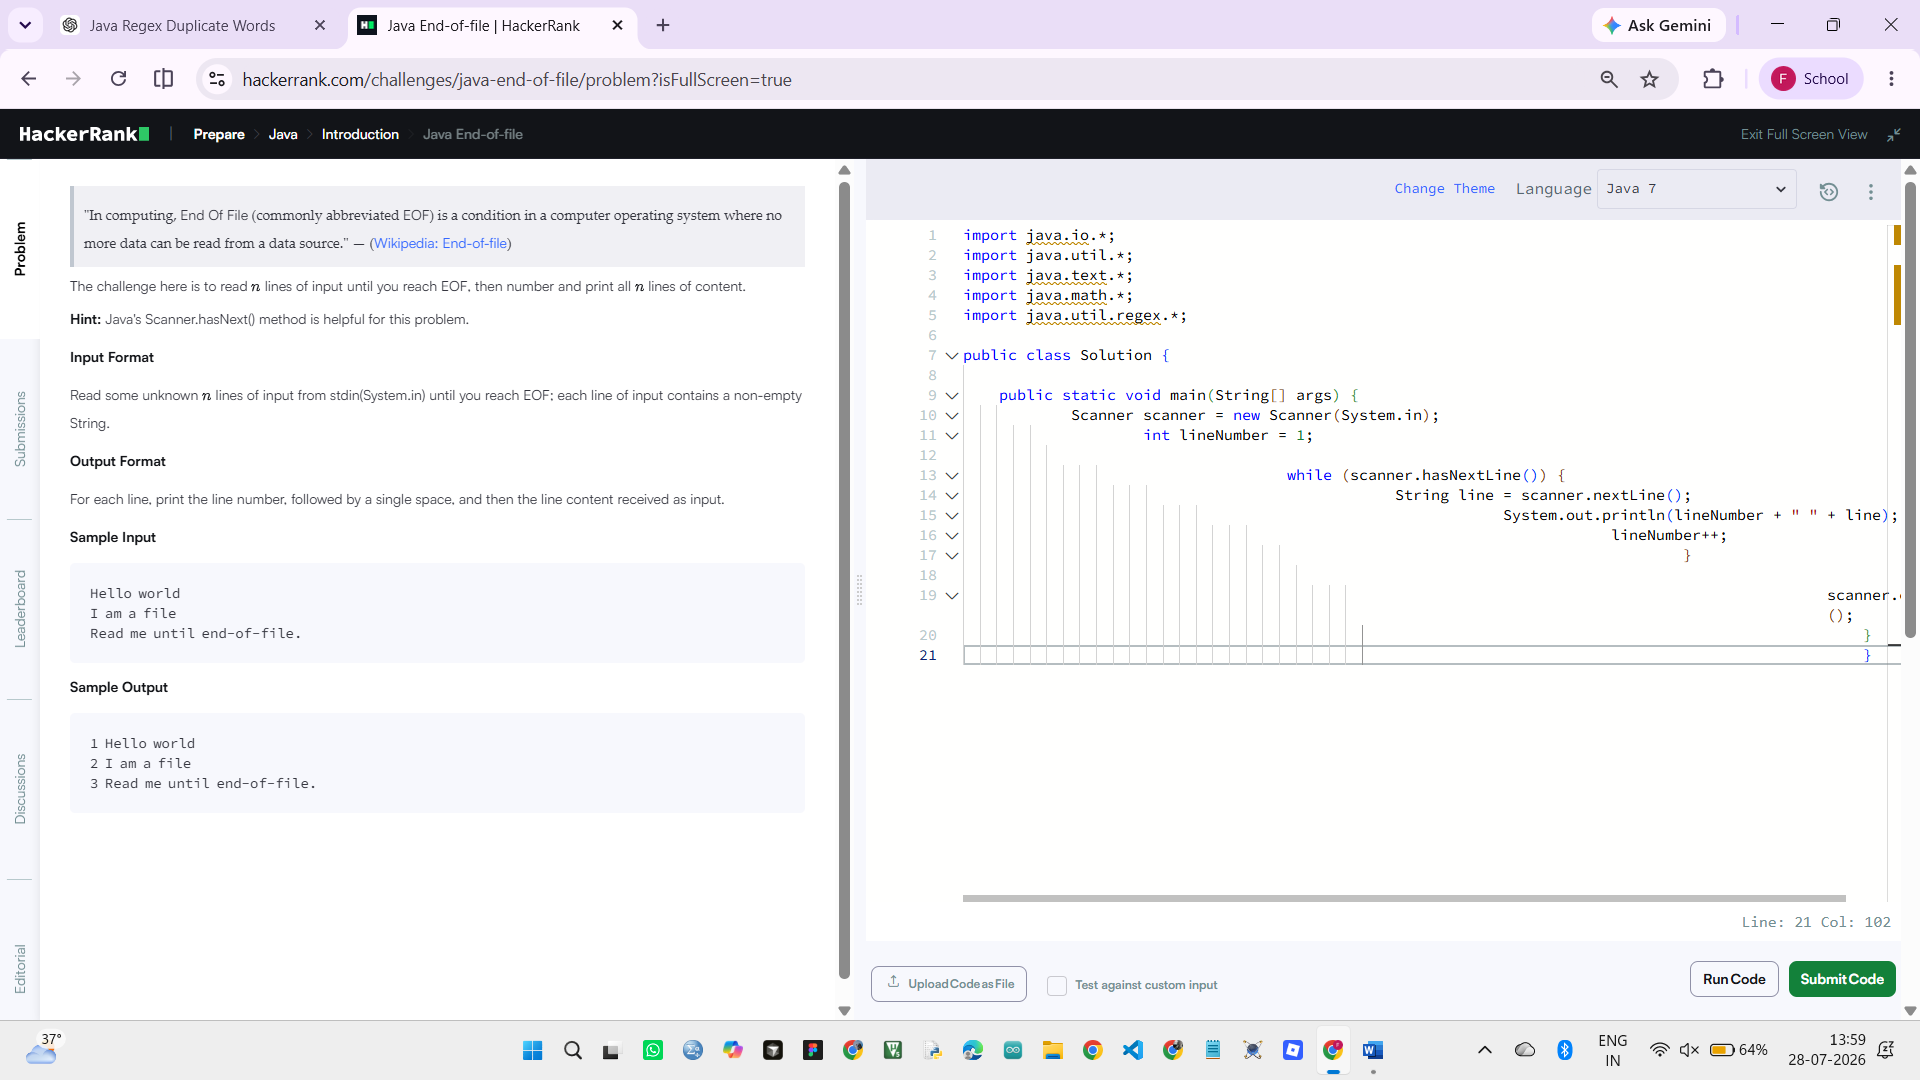 Java Regex Duplicate Words
Java End-of-file | HackerRank
Ask Gemini
hackerrank.com/challenges/java-end-of-file/problem?isFullScreen=true
F School
HackerRank
Prepare
Java
Introduction
Java End-of-file
Exit Full Screen View
Problem
Submissions
Leaderboard
Discussions
Editorial
"In computing, End Of File (commonly abbreviated EOF) is a condition in a computer operating system where no
more data can be read from a data source." — (Wikipedia: End-of-file)
The challenge here is to read n lines of input until you reach EOF, then number and print all n lines of content.
Hint: Java's Scanner.hasNext() method is helpful for this problem.
Input Format
Read some unknown n lines of input from stdin(System.in) until you reach EOF; each line of input contains a non-empty
String.
Output Format
For each line, print the line number, followed by a single space, and then the line content received as input.
Sample Input
Hello world
I am a file
Read me until end-of-file.
Sample Output
1 Hello world
2 I am a file
3 Read me until end-of-file.
Change Theme
Language
Java 7
1 import java.io.*;
2 import java.util.*;
3 import java.text.*;
4 import java.math.*;
5 import java.util.regex.*;
6
7 public class Solution {
8
9 public static void main(String[] args) {
10 Scanner scanner = new Scanner(System.in);
11 int lineNumber = 1;
12
13 while (scanner.hasNextLine()) {
14 String line = scanner.nextLine();
15 System.out.println(lineNumber + " " + line);
16 lineNumber++;
17 }
18
19 scanner.
();
20 }
21 }
Line: 21 Col: 102
Upload Code as File
Test against custom input
Run Code
Submit Code
37°
ENG
IN
64%
13:59
28-07-2026